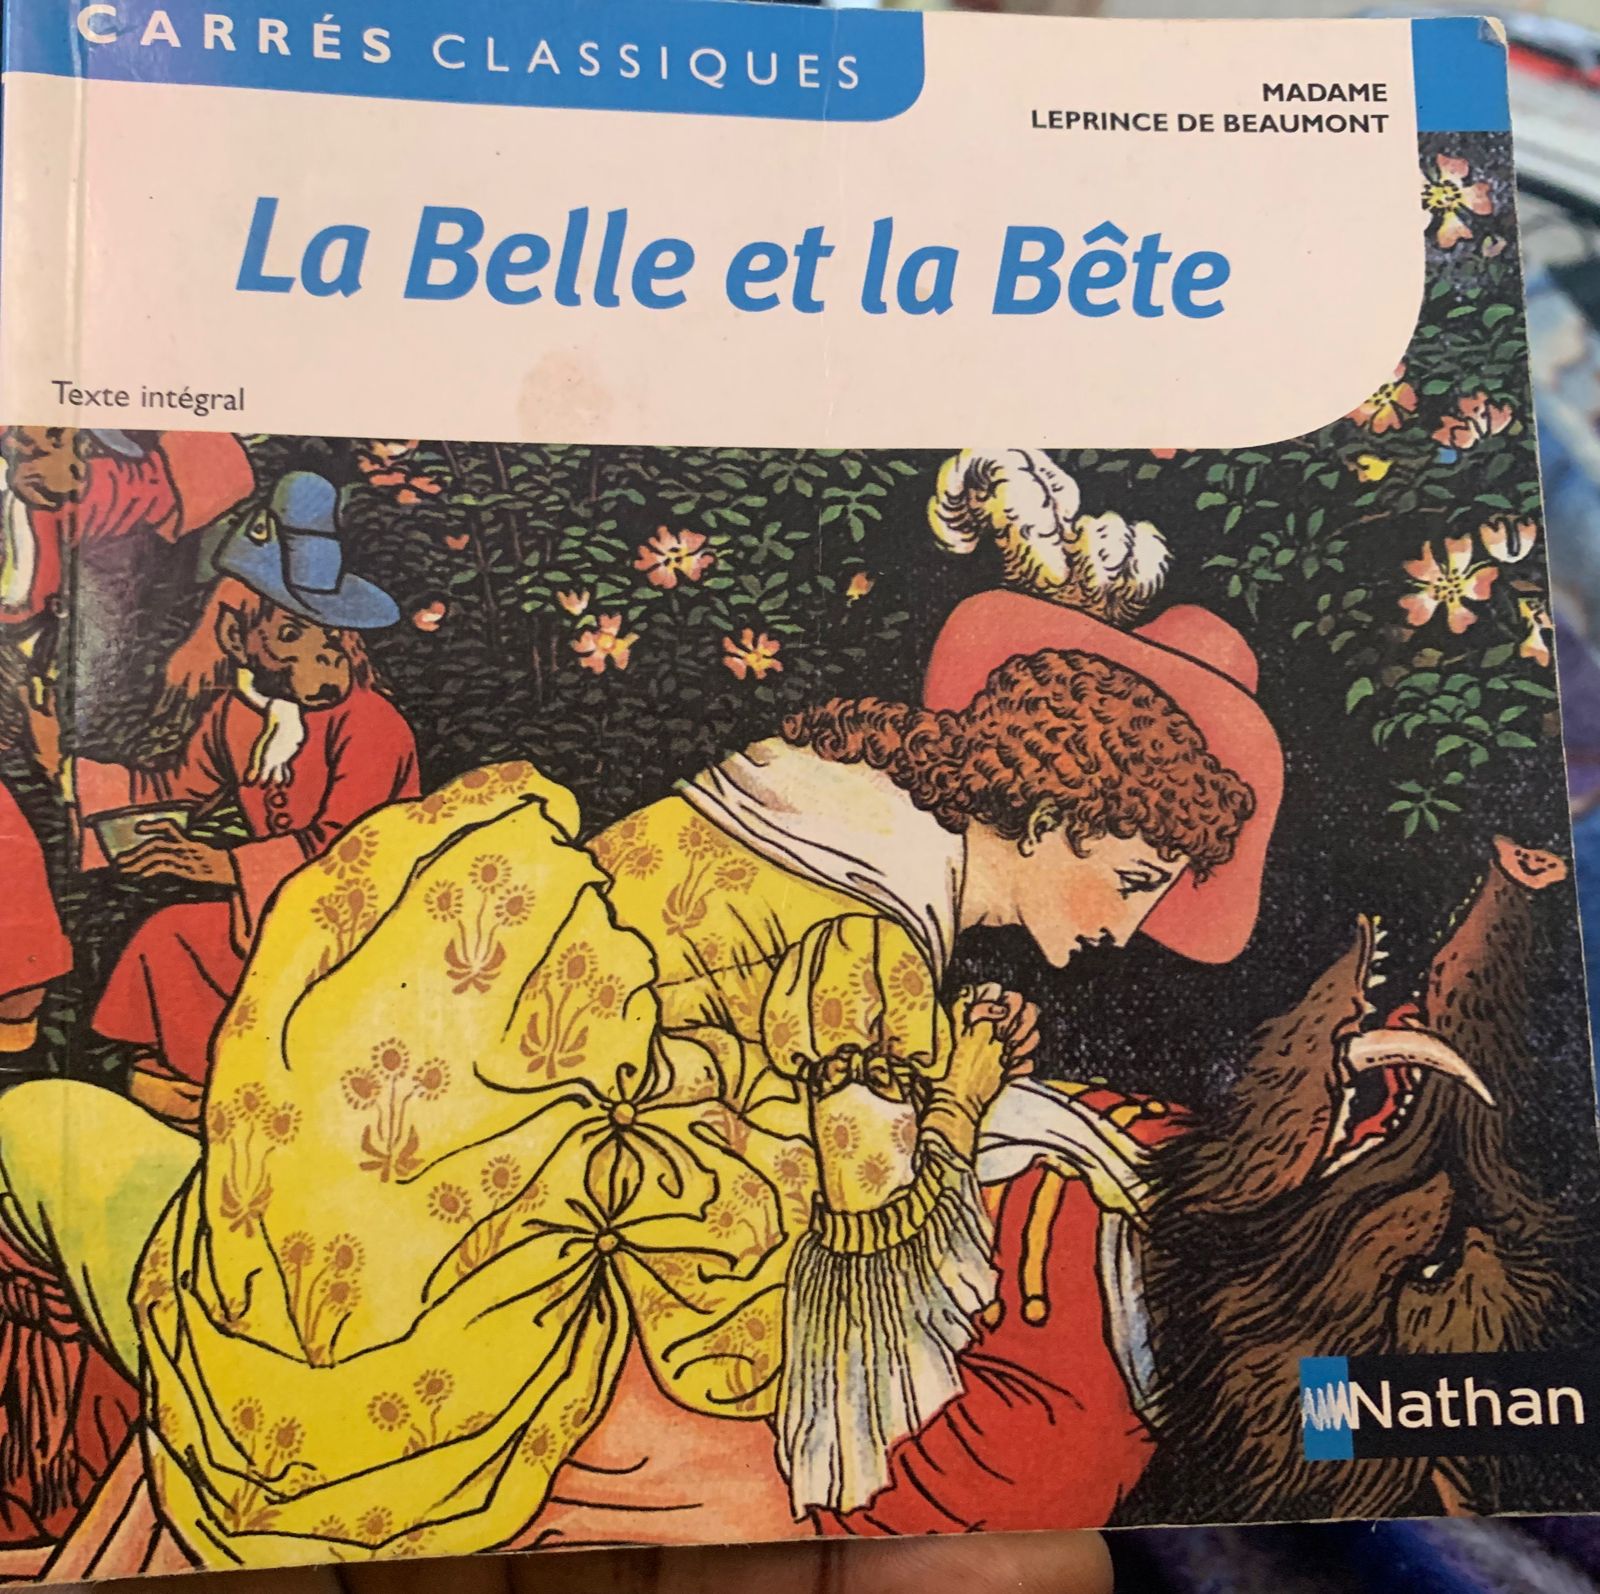 CARRÉS CLASSIQUES
MADAME
LEPRINCE DE BEAUMONT
La Belle et la Bête
Texte intégral
Nathan